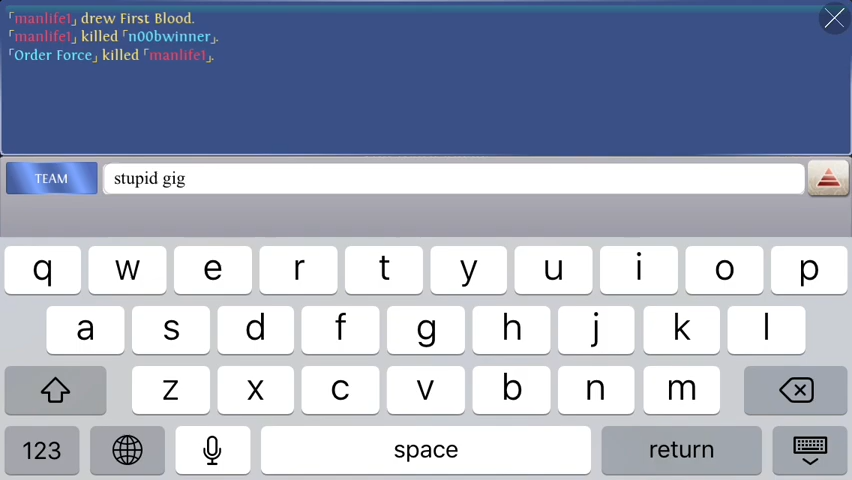 「manlife1」 drew First Blood.
「manlife1」 killed 「n00bwinner」.
「Order Force」 killed 「manlife1」.
TEAM
stupid gig
q w e r t y u i o p
a s d f g h j k l
z x c v b n m
123 space return